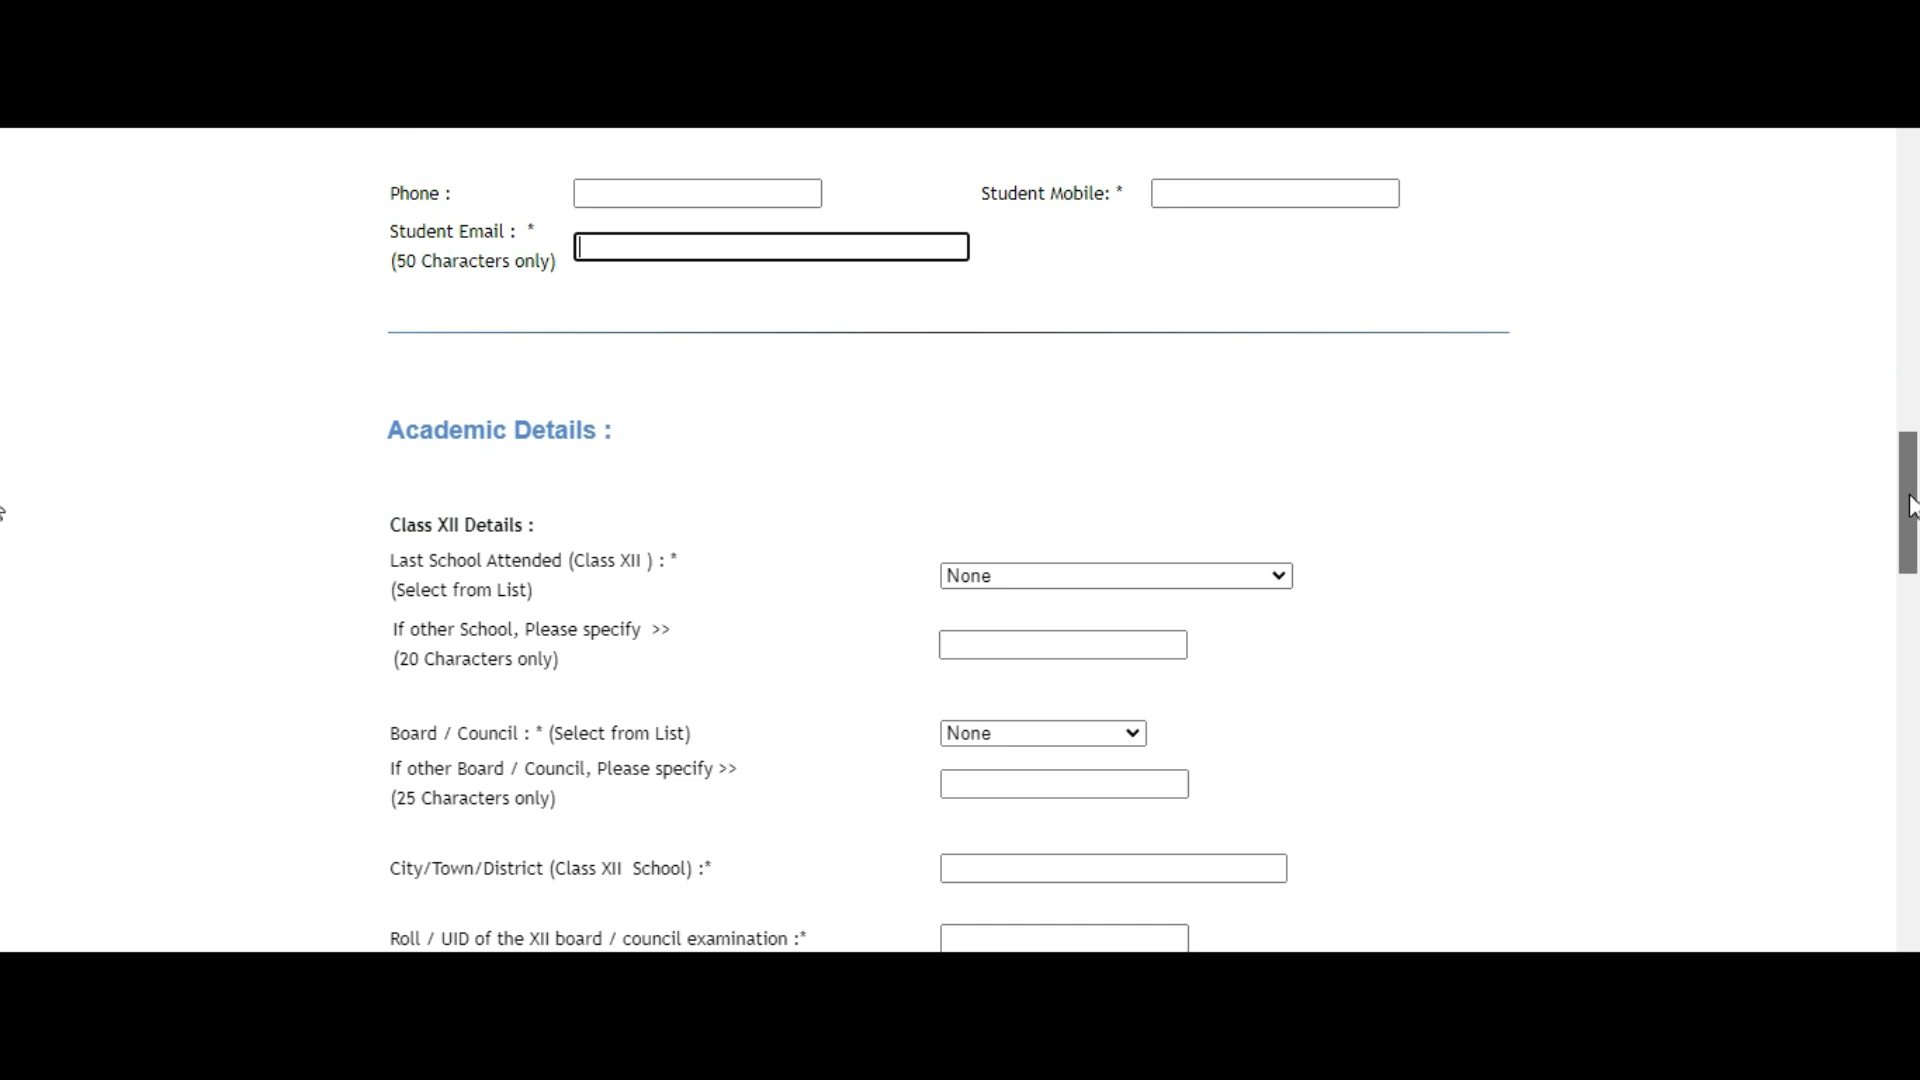 Phone :
Student Mobile: *
Student Email :  *
(50 Characters only)
Academic Details :
Class XII Details :
Last School Attended (Class XII ) : *
(Select from List)
None
If other School, Please specify  >>
(20 Characters only)
Board / Council : * (Select from List)
None
If other Board / Council, Please specify >>
(25 Characters only)
City/Town/District (Class XII  School) :*
Roll / UID of the XII board / council examination :*